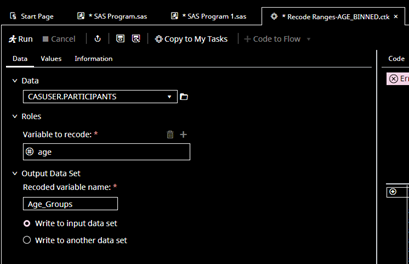 Start Page * SAS Program.sas * SAS Program 1.sas * Recode Ranges-AGE_BINNED.ctk ×
Run Cancel Copy to My Tasks + Code to Flow
Data Values Information Code
Data
CASUSER.PARTICIPANTS
Roles
Variable to recode: *
age
Output Data Set
Recoded variable name: *
Age_Groups
Write to input data set
Write to another data set